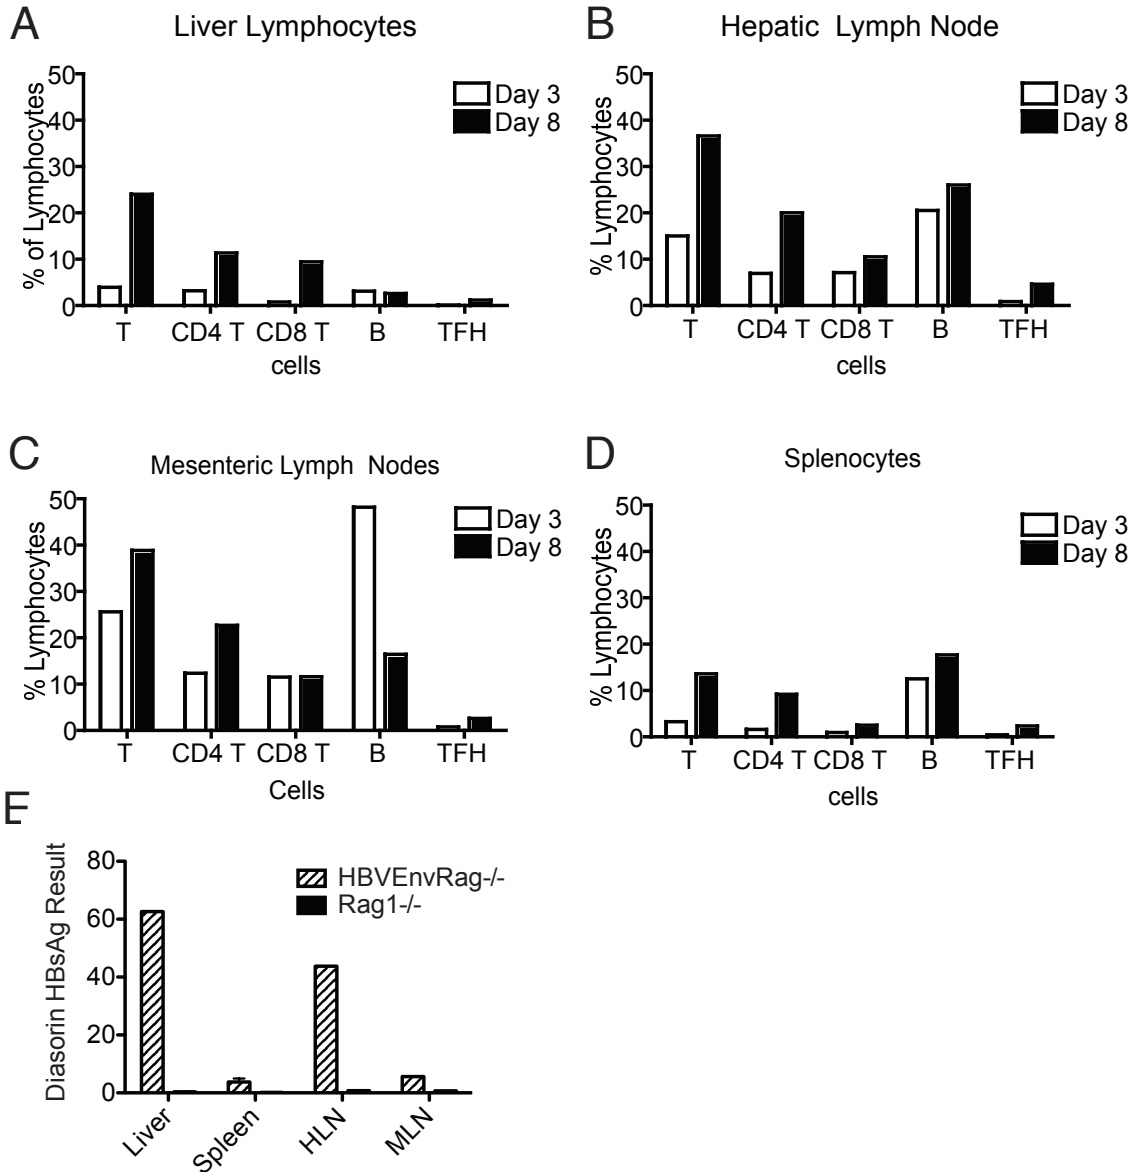 A
Liver Lymphocytes
% of Lymphocytes
50
40
30
20
10
0
Day 3
Day 8
T CD4 T CD8 T B TFH
cells
B
Hepatic Lymph Node
% Lymphocytes
50
40
30
20
10
0
Day 3
Day 8
T CD4 T CD8 T B TFH
cells
C
Mesenteric Lymph Nodes
% Lymphocytes
50
40
30
20
10
0
Day 3
Day 8
T CD4 T CD8 T B TFH
Cells
D
Splenocytes
% Lymphocytes
50
40
30
20
10
0
Day 3
Day 8
T CD4 T CD8 T B TFH
cells
E
Diasorin HBsAg Result
80
60
40
20
0
HBVEnvRag-/-
Rag1-/-
Liver Spleen HLN MLN